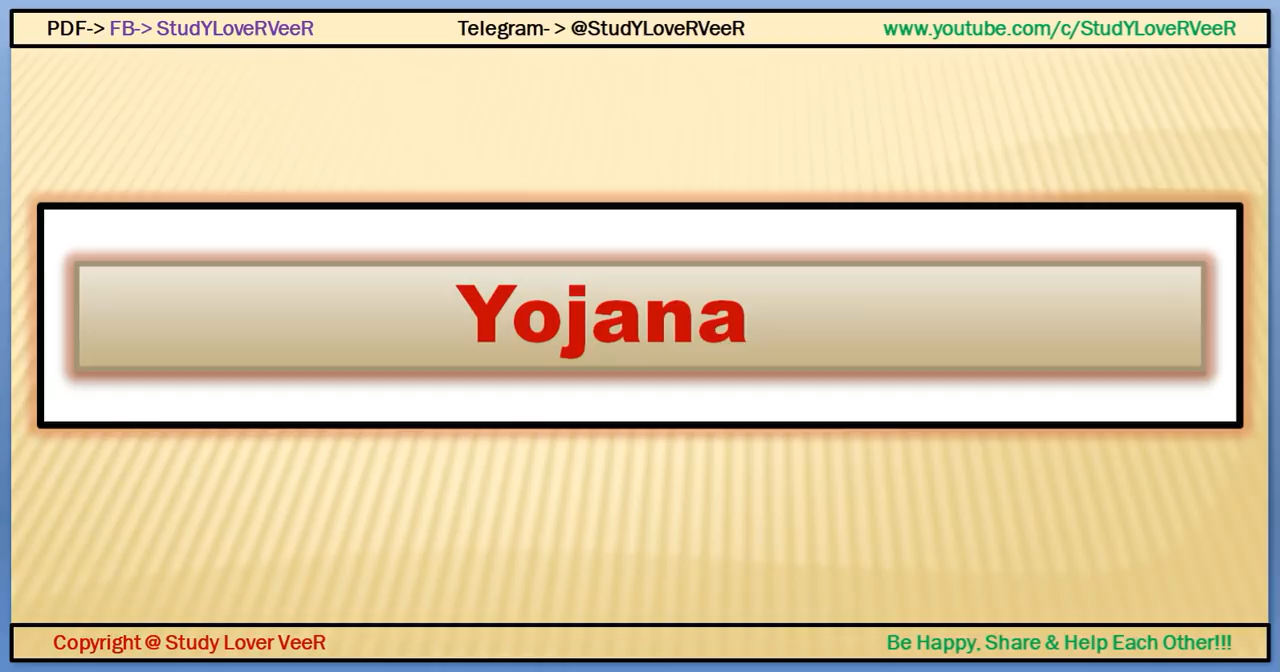 PDF-> FB-> StudYLoveRVeeR Telegram- > @StudYLoveRVeeR www.youtube.com/c/StudYLoveRVeeR
Yojana
Copyright @ Study Lover VeeR Be Happy, Share & Help Each Other!!!